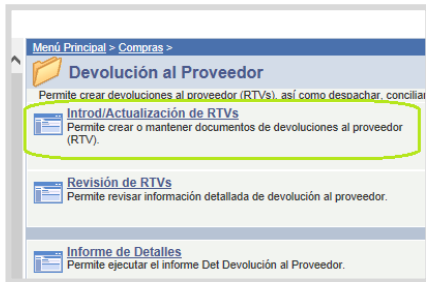 Menú Principal > Compras >
Devolución al Proveedor
Permite crear devoluciones al proveedor (RTVs), así como despachar, conciliar
Introd/Actualización de RTVs
Permite crear o mantener documentos de devoluciones al proveedor
(RTV).
Revisión de RTVs
Permite revisar información detallada de devolución al proveedor.
Informe de Detalles
Permite ejecutar el informe Det Devolución al Proveedor.